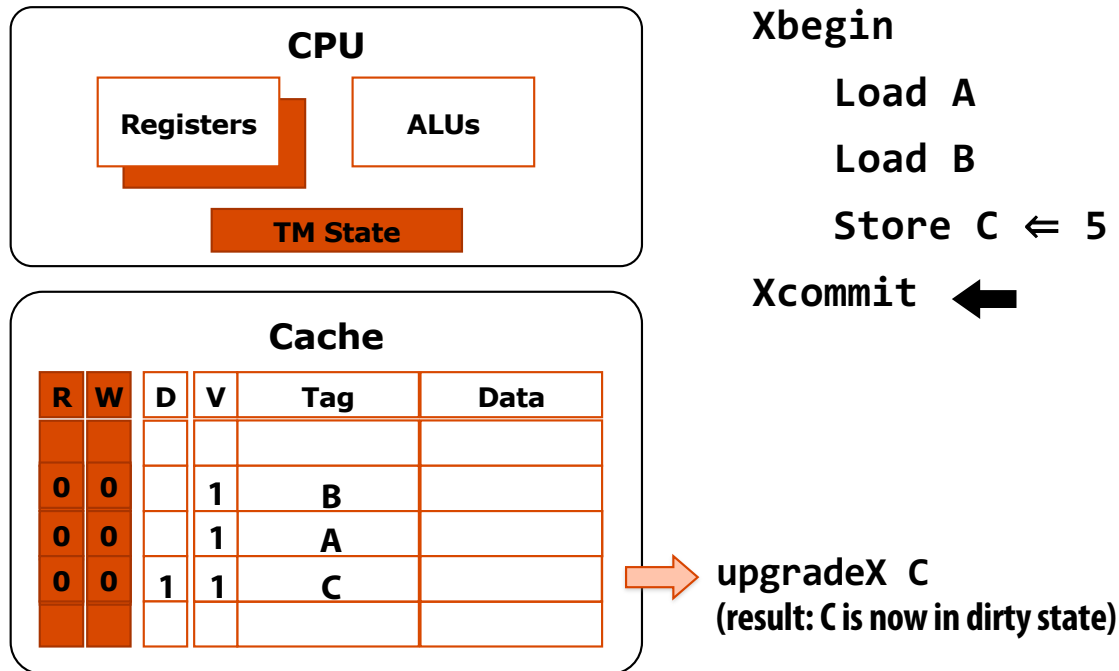 CPU
Registers
ALUs
TM State
Xbegin
Load A
Load B
Store C ⇐ 5
Xcommit
Cache
R W D V Tag Data
0 0 1 B
0 0 1 A
0 0 1 1 C
upgradeX C
(result: C is now in dirty state)